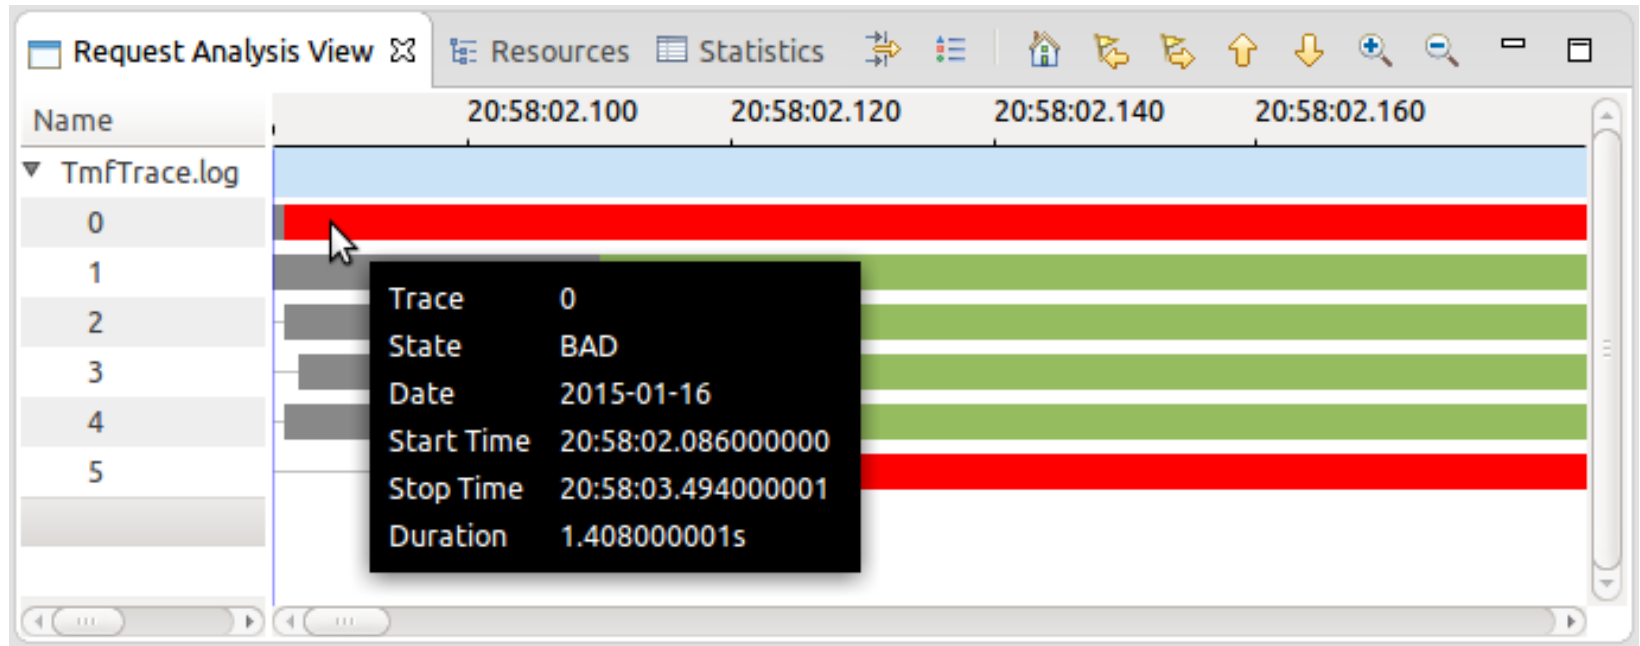 Request Analysis View Resources Statistics
Name 20:58:02.100 20:58:02.120 20:58:02.140 20:58:02.160
TmfTrace.log
0
1
2
3
4
5
Trace 0
State BAD
Date 2015-01-16
Start Time 20:58:02.086000000
Stop Time 20:58:03.494000001
Duration 1.408000001s